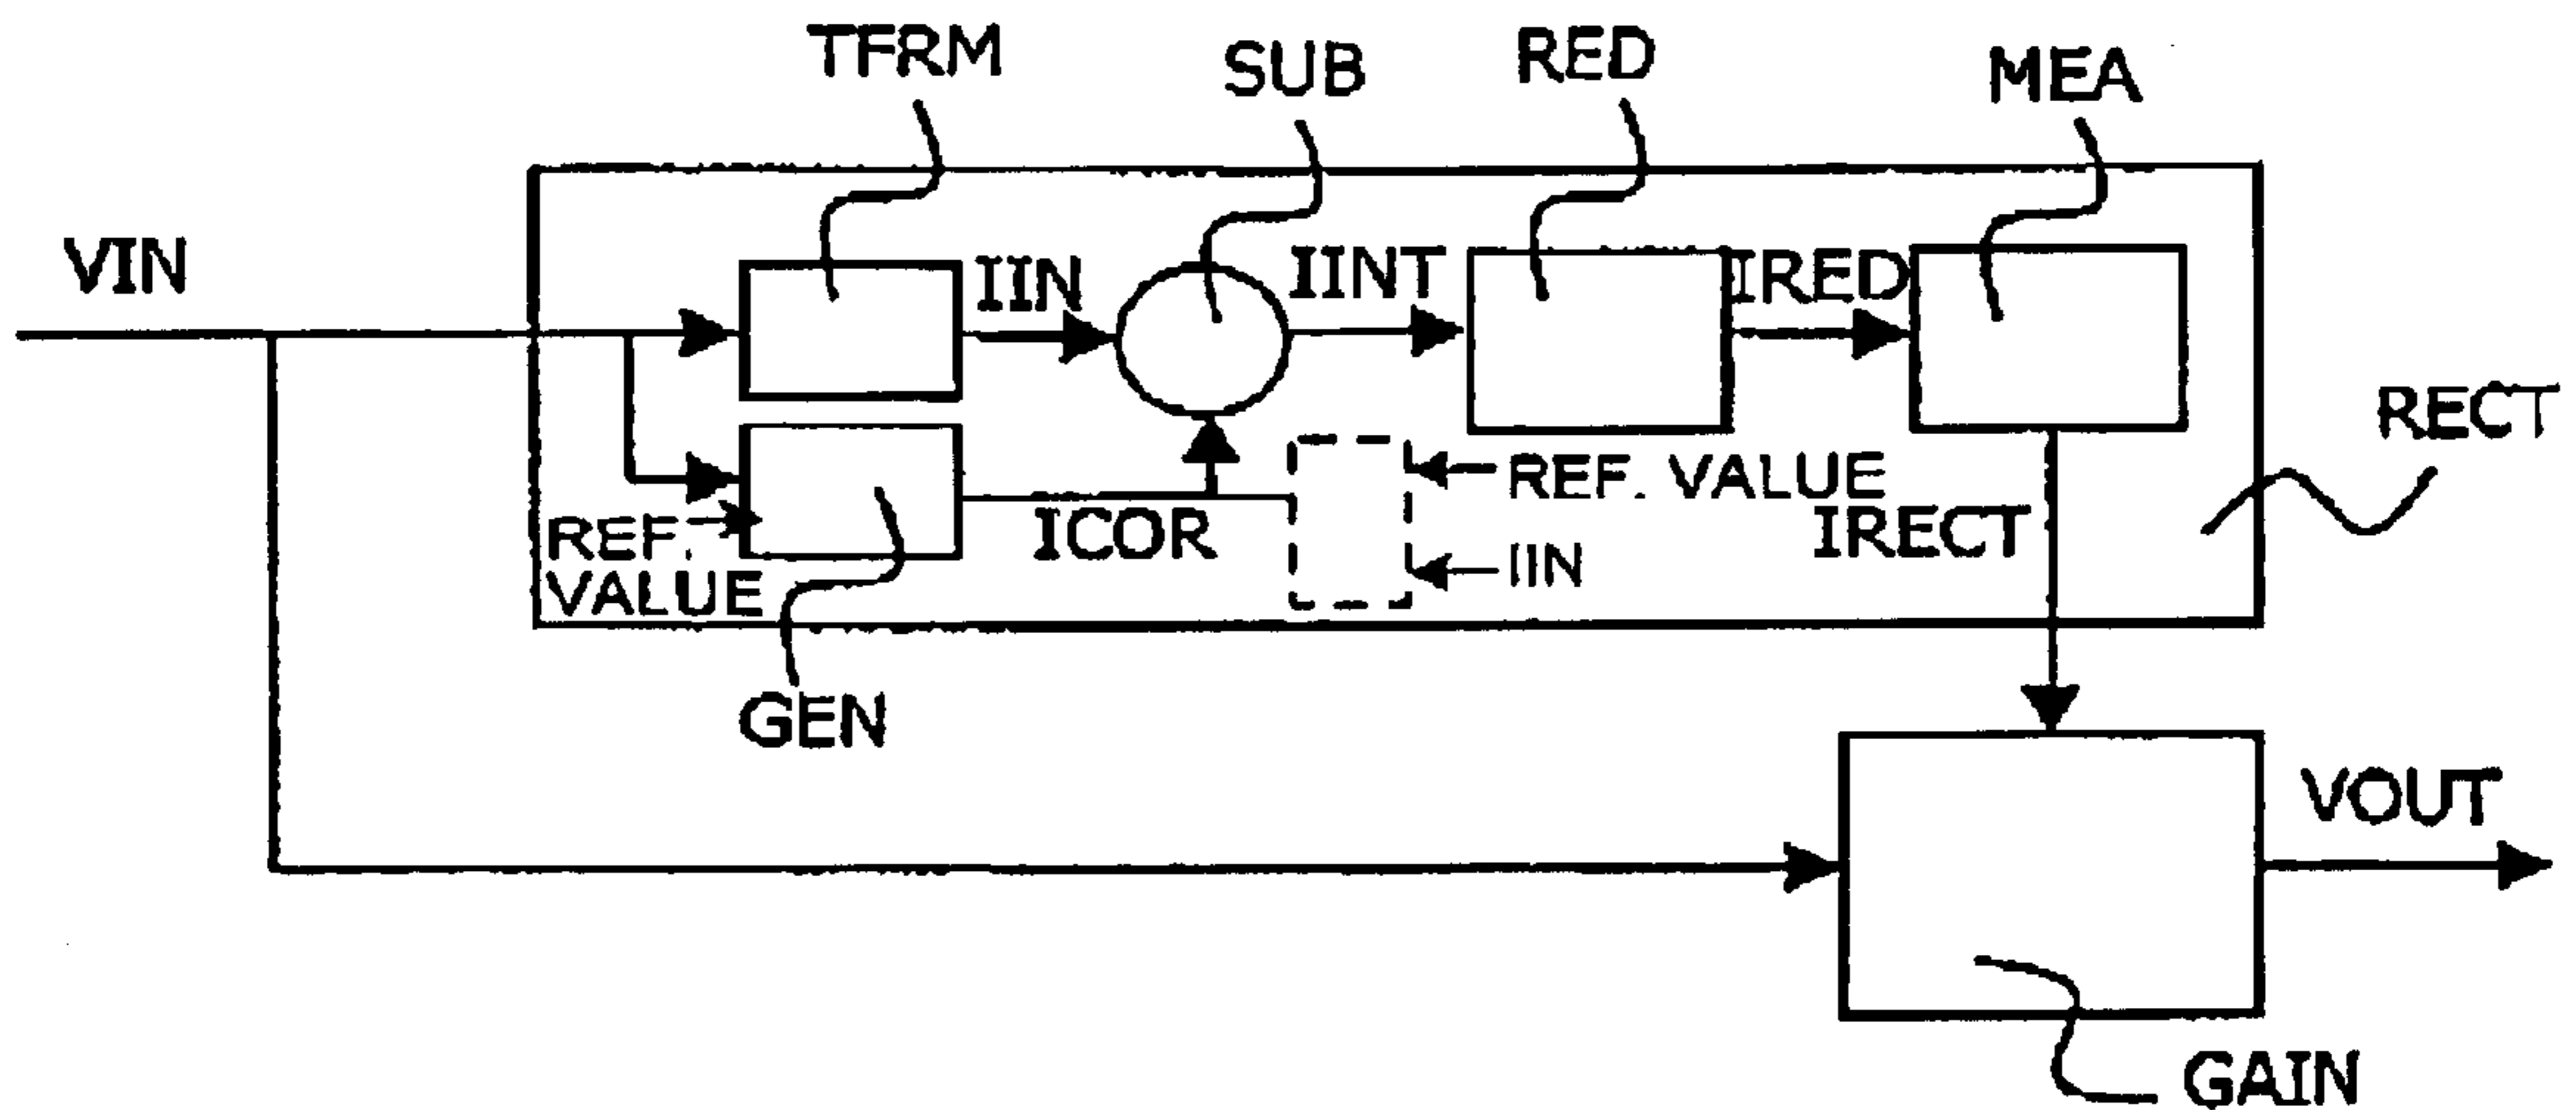 TFRM
SUB
RED
MEA
VIN
IIN
IINT
IRED
RECT
REF. VALUE
REF.
VALUE
ICOR
IIN
IRECT
GEN
VOUT
GAIN